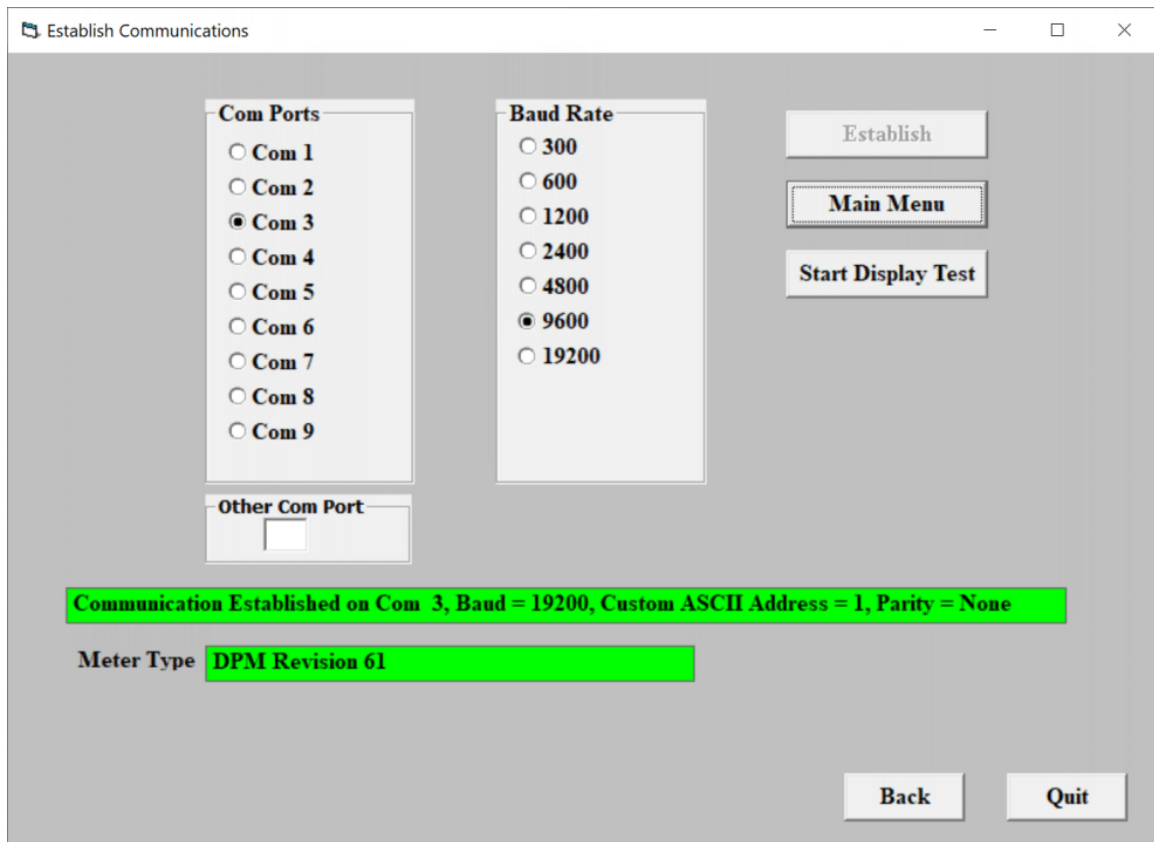 Establish Communications
Com Ports
Com 1
Com 2
Com 3
Com 4
Com 5
Com 6
Com 7
Com 8
Com 9
Other Com Port
Baud Rate
300
600
1200
2400
4800
9600
19200
Establish
Main Menu
Start Display Test
Communication Established on Com  3, Baud = 19200, Custom ASCII Address = 1, Parity = None
Meter Type DPM Revision 61
Back Quit